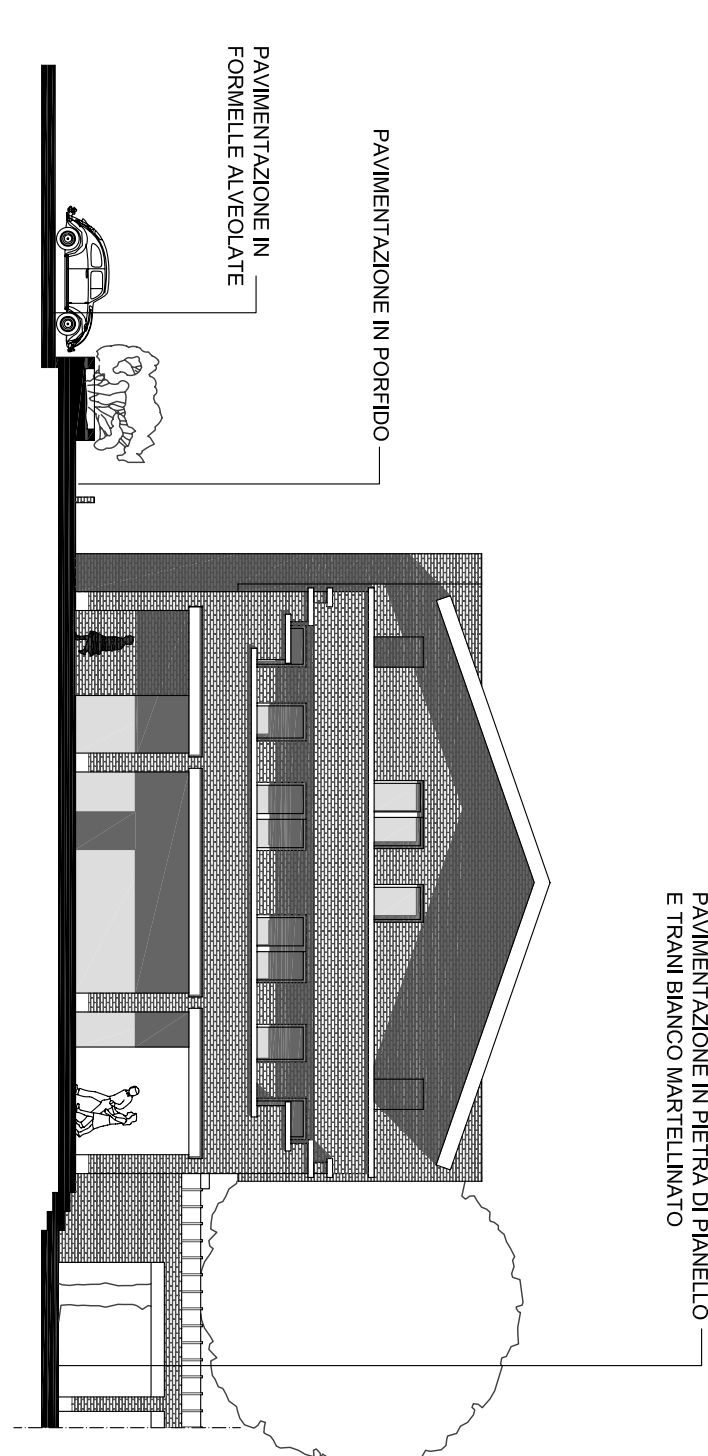 PAVIMENTAZIONE IN
FORMELLE ALVEOLATE
PAVIMENTAZIONE IN PORFIDO
PAVIMENTAZIONE IN PIETRA DI PIANELLO
E TRANI BIANCO MARTELLINATO